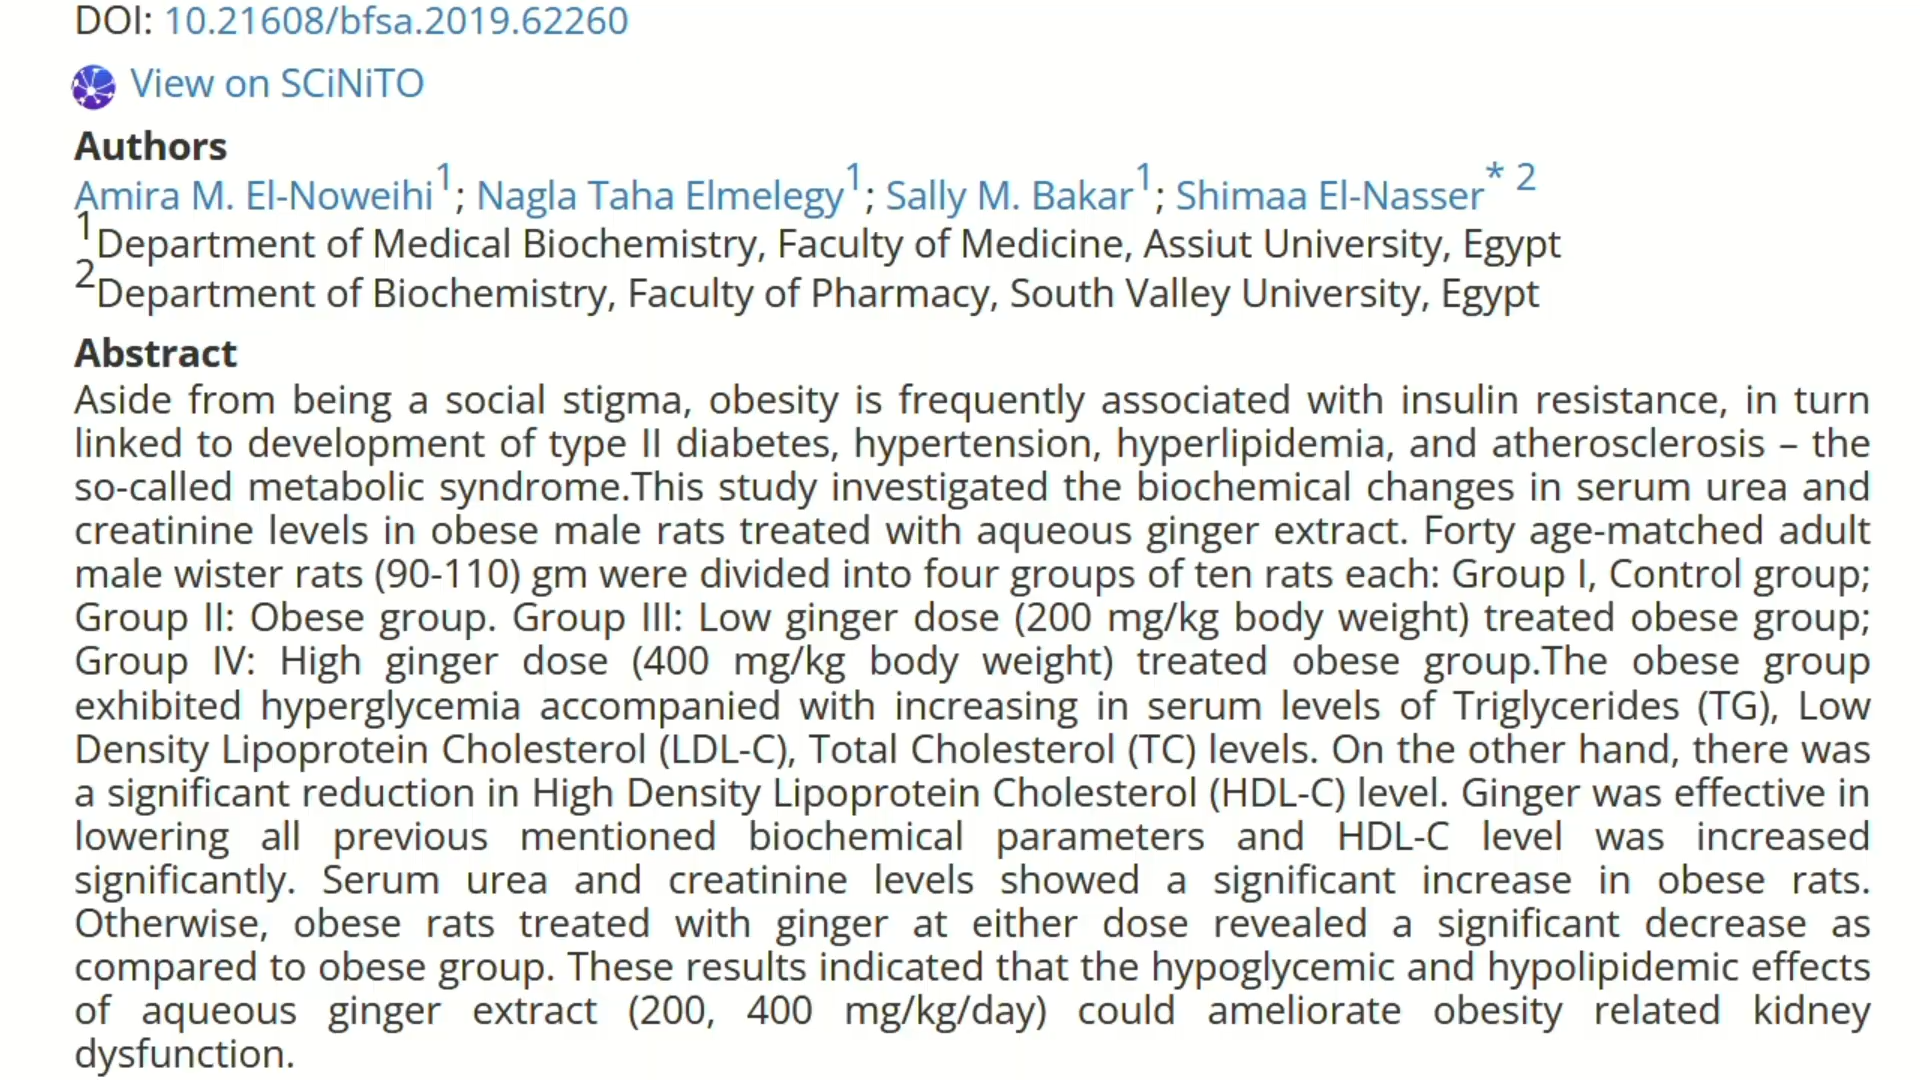 DOI: 10.21608/bfsa.2019.62260
View on SCiNiTO
Authors
Amira M. El-Noweihi1; Nagla Taha Elmelegy1; Sally M. Bakar1; Shimaa El-Nasser* 2
1Department of Medical Biochemistry, Faculty of Medicine, Assiut University, Egypt
2Department of Biochemistry, Faculty of Pharmacy, South Valley University, Egypt
Abstract
Aside from being a social stigma, obesity is frequently associated with insulin resistance, in turn
linked to development of type II diabetes, hypertension, hyperlipidemia, and atherosclerosis – the
so-called metabolic syndrome.This study investigated the biochemical changes in serum urea and
creatinine levels in obese male rats treated with aqueous ginger extract. Forty age-matched adult
male wister rats (90-110) gm were divided into four groups of ten rats each: Group I, Control group;
Group II: Obese group. Group III: Low ginger dose (200 mg/kg body weight) treated obese group;
Group IV: High ginger dose (400 mg/kg body weight) treated obese group.The obese group
exhibited hyperglycemia accompanied with increasing in serum levels of Triglycerides (TG), Low
Density Lipoprotein Cholesterol (LDL-C), Total Cholesterol (TC) levels. On the other hand, there was
a significant reduction in High Density Lipoprotein Cholesterol (HDL-C) level. Ginger was effective in
lowering all previous mentioned biochemical parameters and HDL-C level was increased
significantly. Serum urea and creatinine levels showed a significant increase in obese rats.
Otherwise, obese rats treated with ginger at either dose revealed a significant decrease as
compared to obese group. These results indicated that the hypoglycemic and hypolipidemic effects
of aqueous ginger extract (200, 400 mg/kg/day) could ameliorate obesity related kidney
dysfunction.